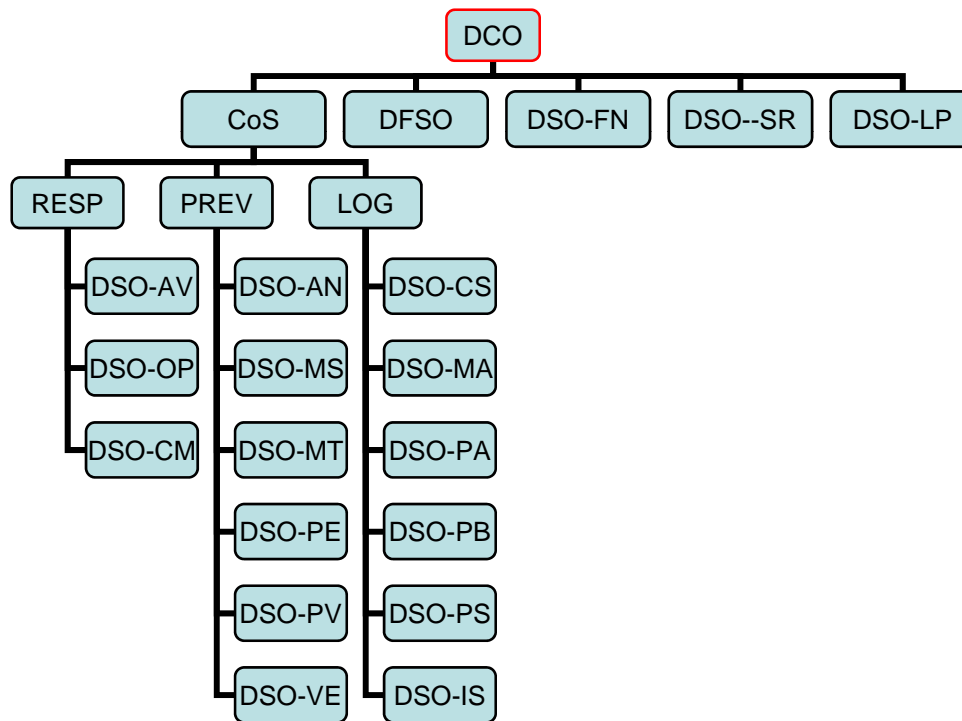 DCO
CoS
DFSO
DSO-FN
DSO--SR
DSO-LP
RESP
PREV
LOG
DSO-AV
DSO-AN
DSO-CS
DSO-OP
DSO-MS
DSO-MA
DSO-CM
DSO-MT
DSO-PA
DSO-PE
DSO-PB
DSO-PV
DSO-PS
DSO-VE
DSO-IS